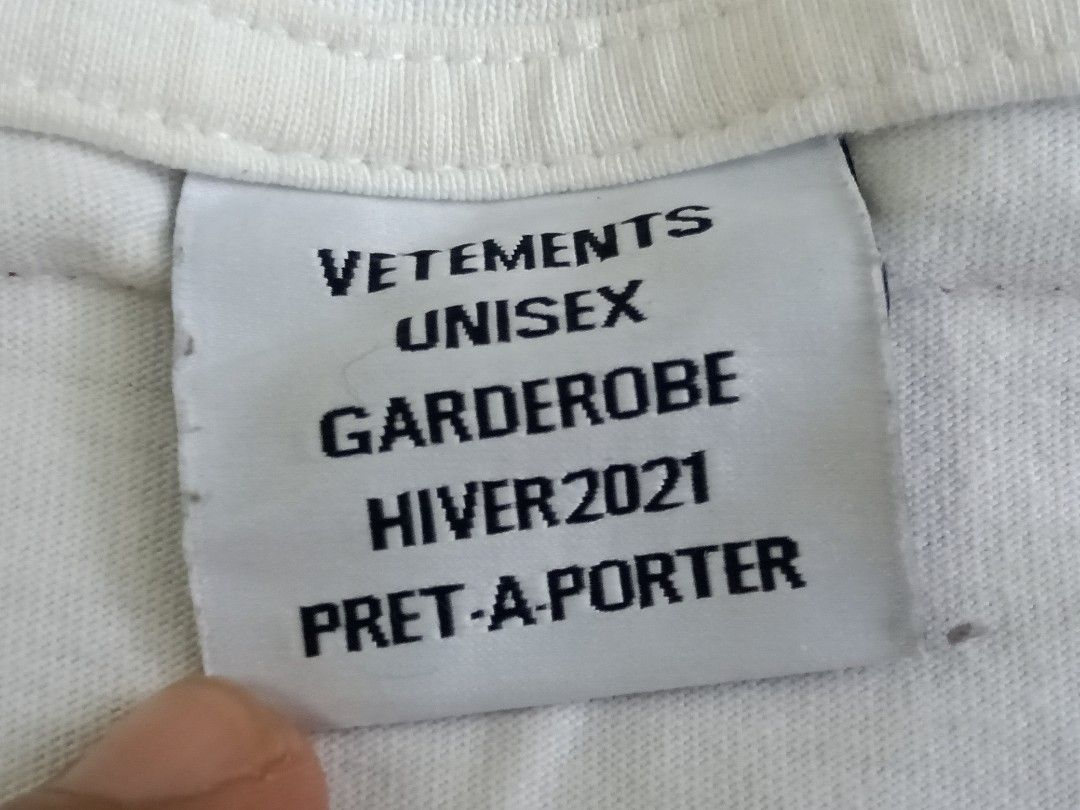 VETEMENTS
UNISEX
GARDEROBE
HIVER2021
PRET-A-PORTER